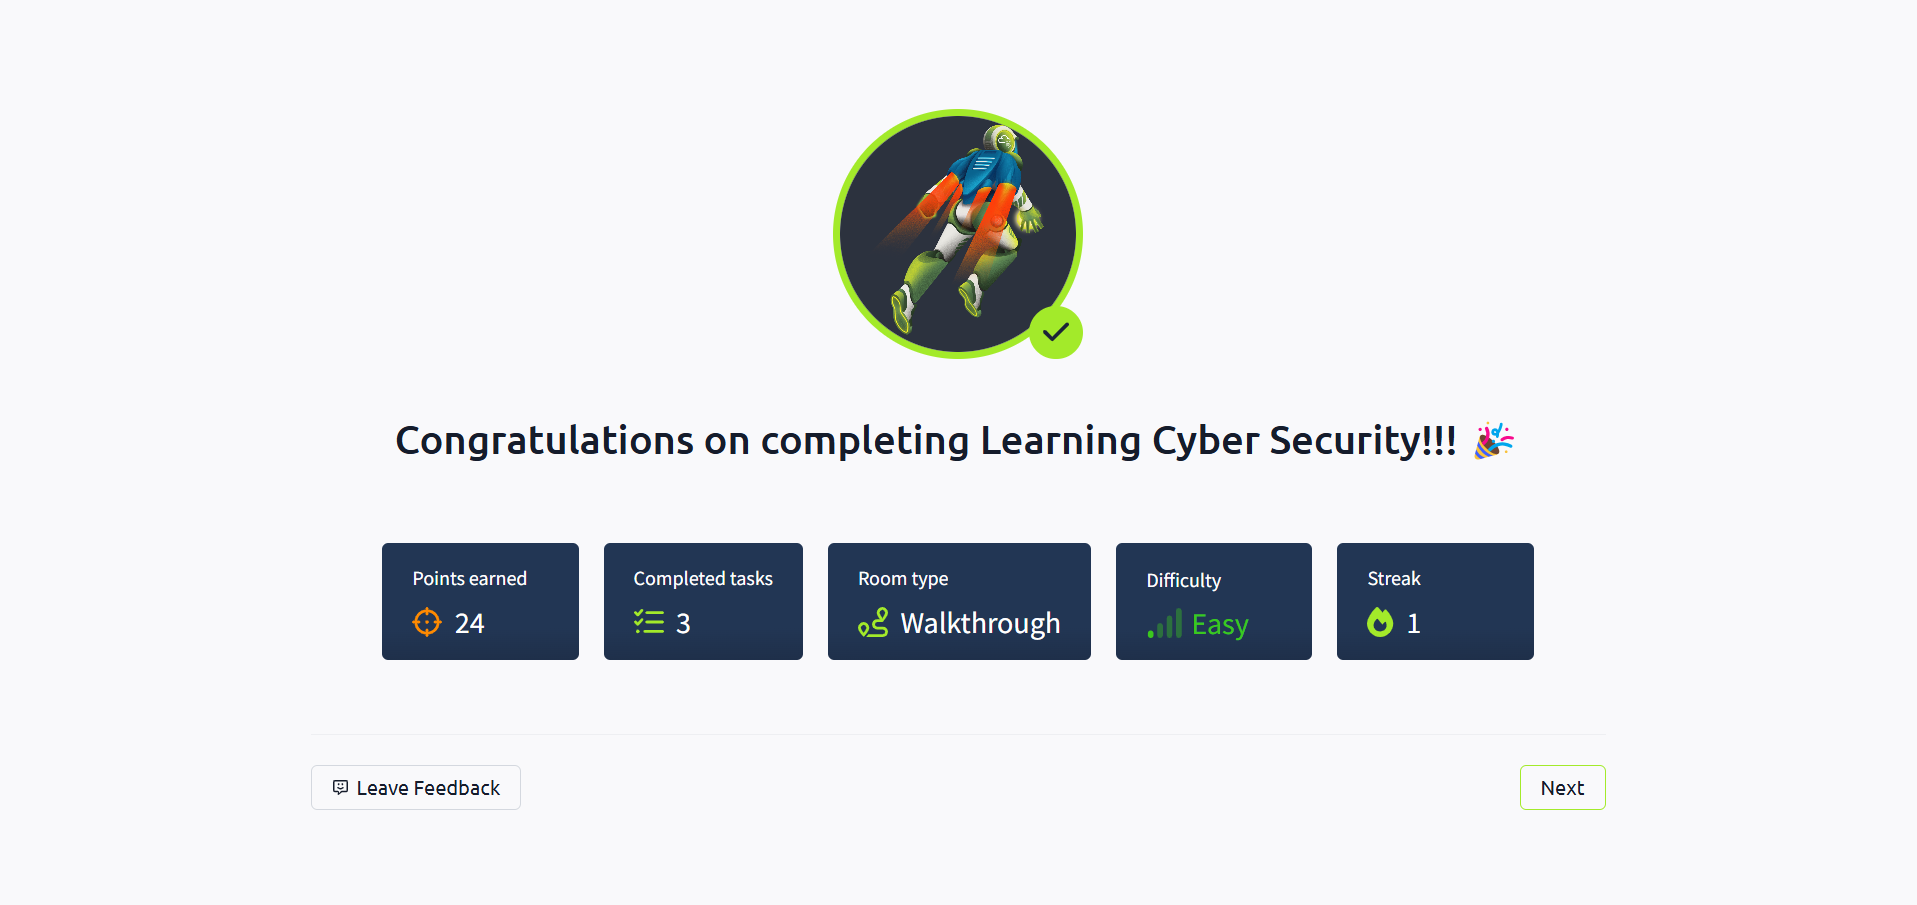 Congratulations on completing Learning Cyber Security!!! 🎉
Points earned
24
Completed tasks
3
Room type
Walkthrough
Difficulty
Easy
Streak
1
Leave Feedback
Next